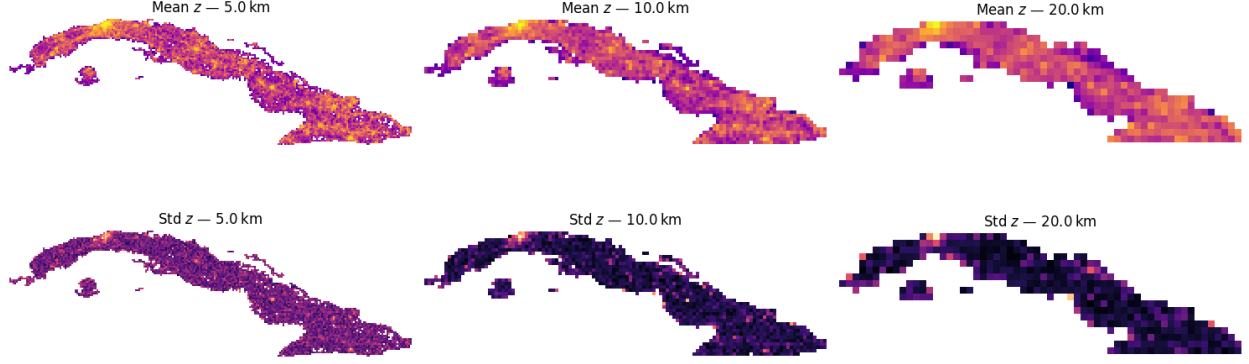 Mean z — 5.0 km
Mean z — 10.0 km
Mean z — 20.0 km
Std z — 5.0 km
Std z — 10.0 km
Std z — 20.0 km